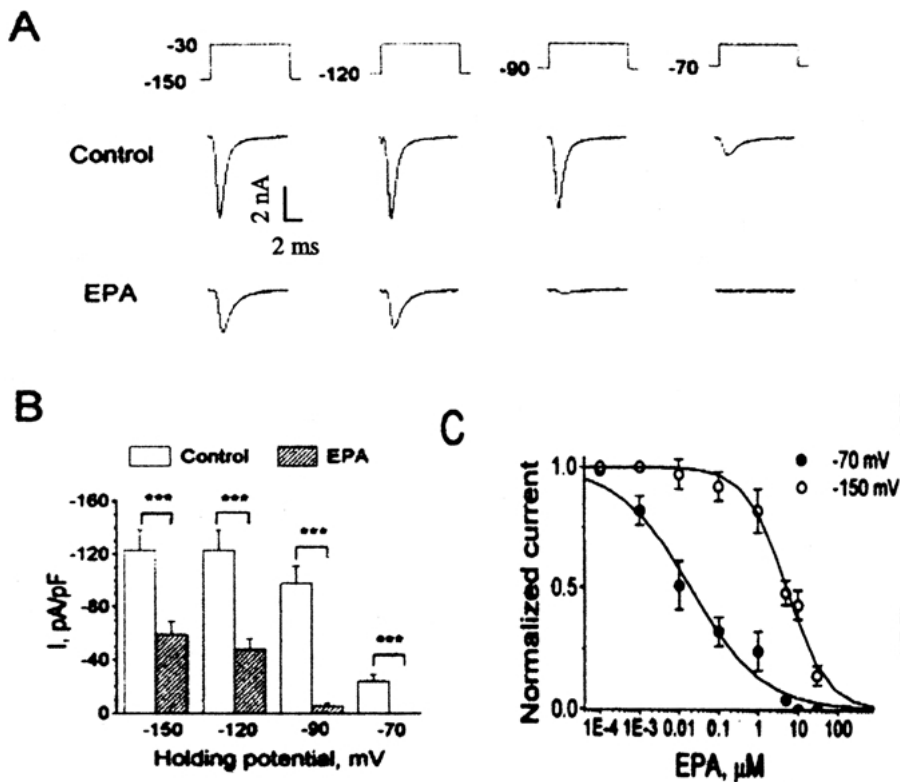 A
-30
-150 -120 -90 -70
Control
2 nA
2 ms
EPA
B
Control EPA
-160
*** ***
-120 ***
-80
***
-40
0
I, pA/pF
-150 -120 -90 -70
Holding potential, mV
C
-70 mV
-150 mV
1.0
0.5
0.0
Normalized current
1E-4 1E-3 0.01 0.1 1 10 100
EPA, μM